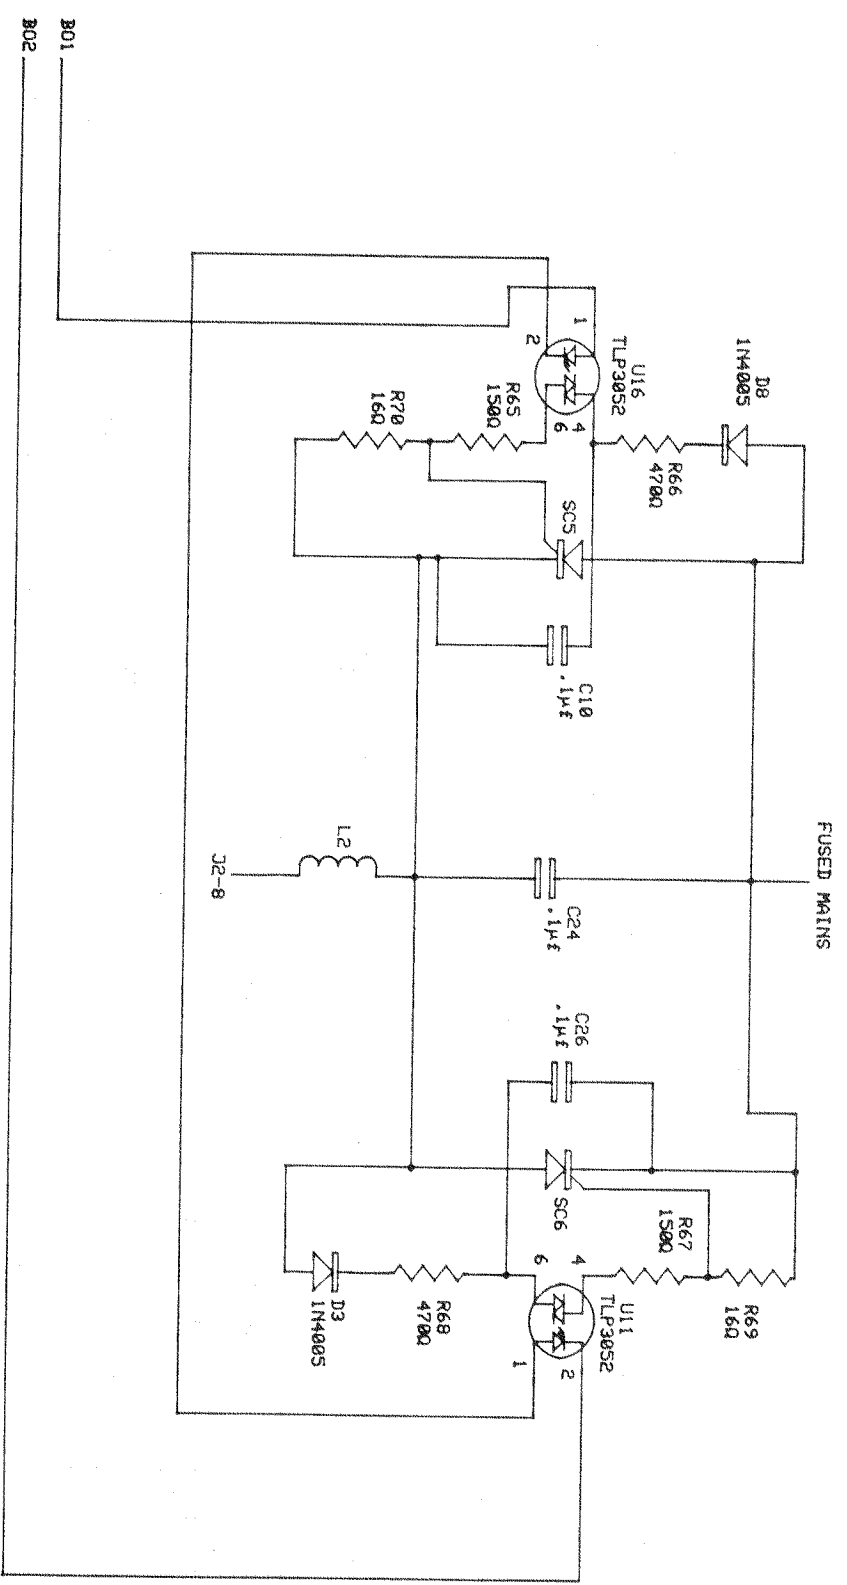 BO1
BO2
D8
1N4005
U16
TLP3052
1
2
4
6
R66
470Ω
R65
150Ω
R70
16Ω
SC5
C10
.1µf
FUSED MAINS
C24
.1µf
L2
J2-8
C26
.1µf
SC6
R67
150Ω
R69
16Ω
U11
TLP3052
4
6
2
1
R68
470Ω
D3
1N4005